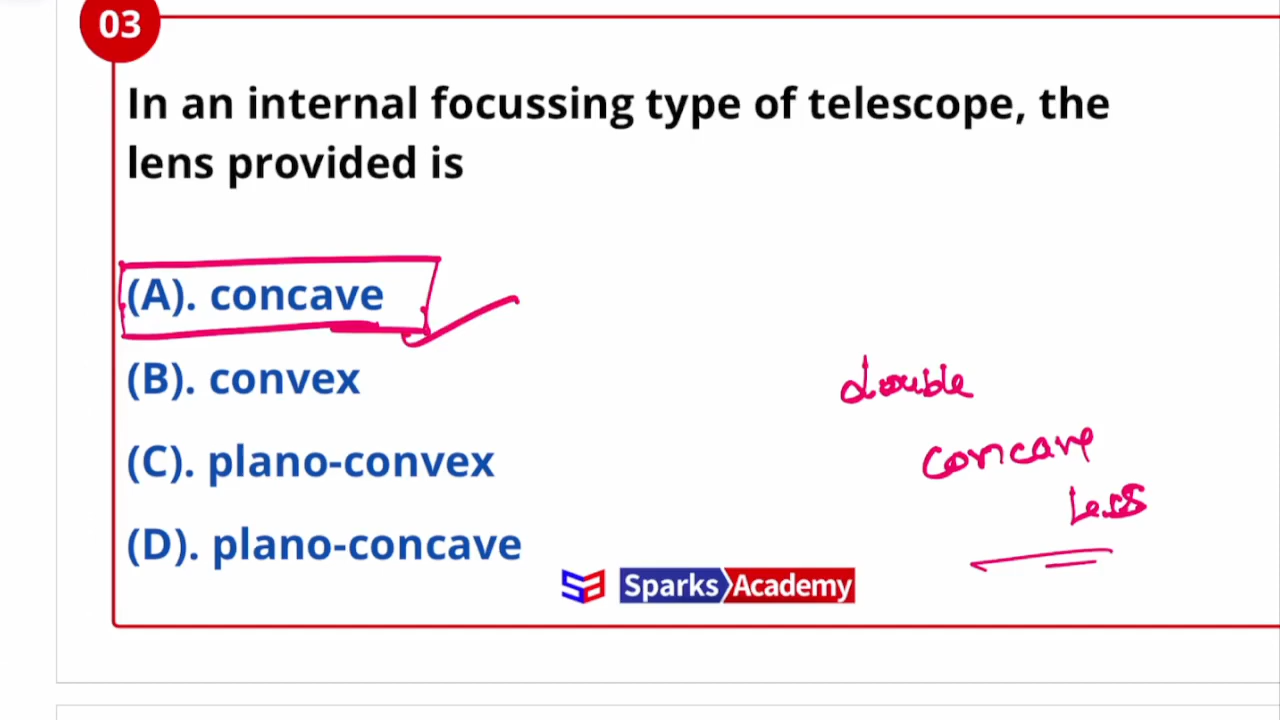 03
In an internal focussing type of telescope, the
lens provided is
(A). concave
(B). convex
(C). plano-convex
(D). plano-concave
double
concave
Sparks Academy